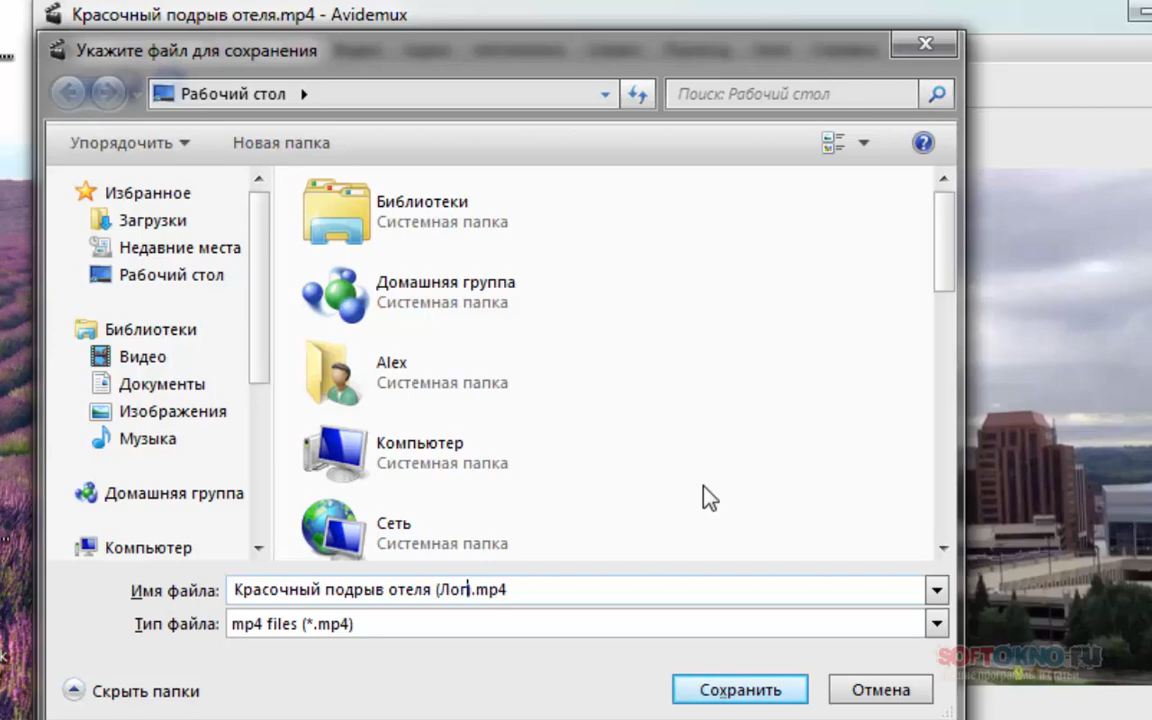 Красочный подрыв отеля.mp4 - Avidemux
Укажите файл для сохранения
Рабочий стол
Поиск: Рабочий стол
Упорядочить
Новая папка
Избранное
Загрузки
Недавние места
Рабочий стол
Библиотеки
Видео
Документы
Изображения
Музыка
Домашняя группа
Компьютер
Библиотеки
Системная папка
Домашняя группа
Системная папка
Alex
Системная папка
Компьютер
Системная папка
Сеть
Системная папка
Имя файла: Красочный подрыв отеля (Лог).mp4
Тип файла: mp4 files (*.mp4)
SOFTOKNO.RU
Скрыть папки
Сохранить
Отмена